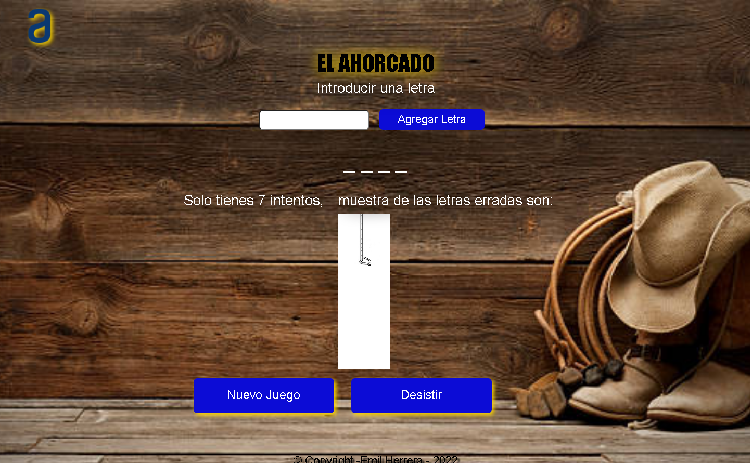 a
EL AHORCADO
Introducir una letra
Agregar Letra
_ _ _ _
Solo tienes 7 intentos, muestra de las letras erradas son:
Nuevo Juego
Desistir
© Copyright -Emil Herrera - 2022